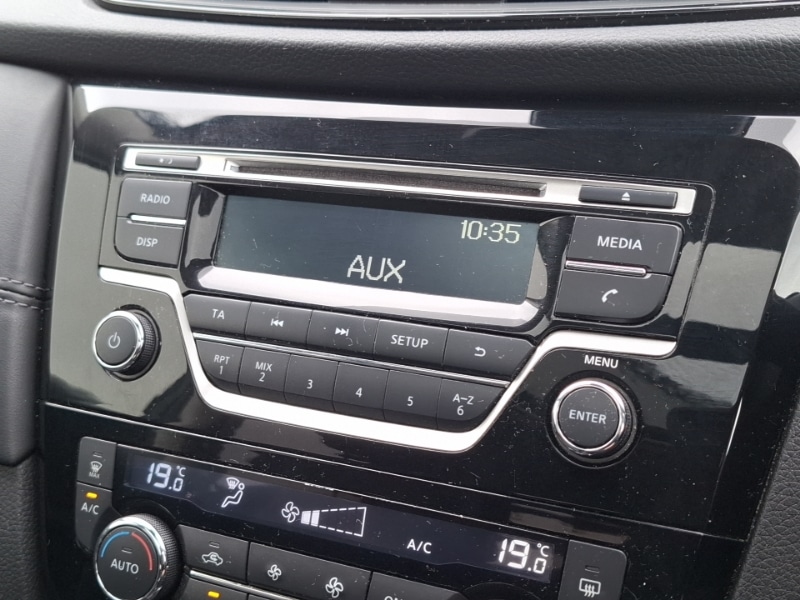 RADIO
DISP
10:35
AUX
MEDIA
TA
SETUP
RPT
1
MIX
2
3
4
5
A–Z
6
MENU
ENTER
MAX
A/C
19.0 °C
A/C
19.0 °C
AUTO